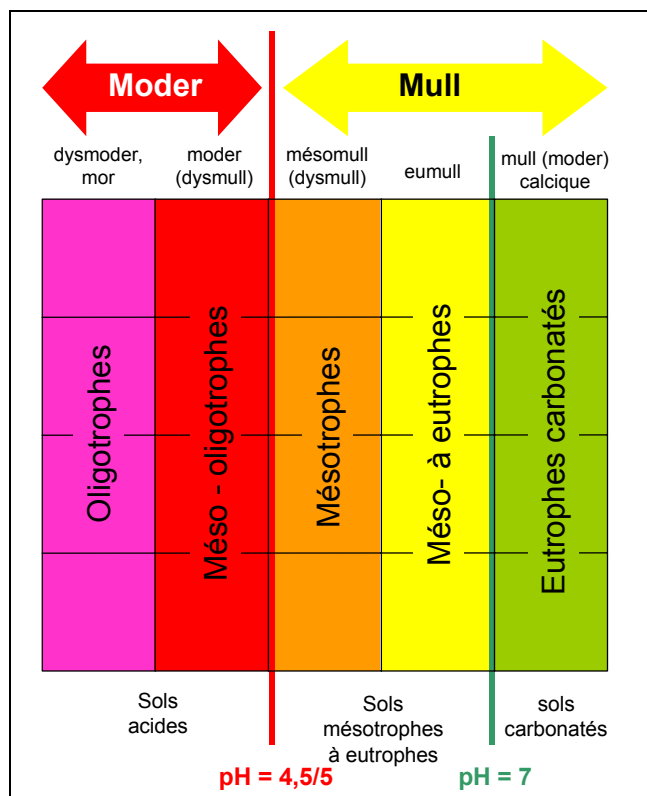 Moder
Mull
dysmoder,
mor
moder
(dysmull)
mésomull
(dysmull)
eumull
mull (moder)
calcique
Oligotrophes
Méso - oligotrophes
Mésotrophes
Méso- à eutrophes
Eutrophes carbonatés
Sols
acides
Sols
mésotrophes
à eutrophes
sols
carbonatés
pH = 4,5/5
pH = 7